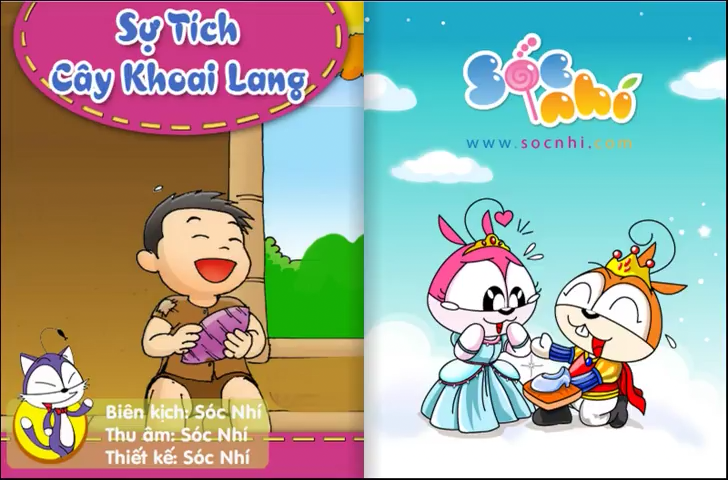 Sự Tích
Cây Khoai Lang
Biên kịch: Sóc Nhí
Thu âm: Sóc Nhí
Thiết kế: Sóc Nhí
Sóc
nhí
www.socnhi.com